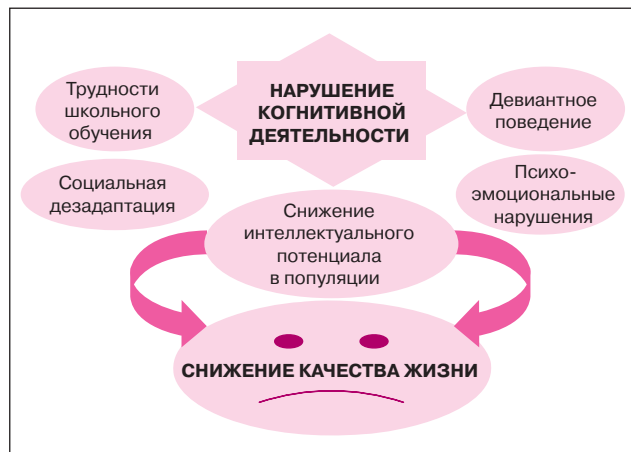 Трудности
школьного
обучения
НАРУШЕНИЕ
КОГНИТИВНОЙ
ДЕЯТЕЛЬНОСТИ
Девиантное
поведение
Социальная
дезадаптация
Снижение
интеллектуального
потенциала
в популяции
Психо-
эмоциональные
нарушения
СНИЖЕНИЕ КАЧЕСТВА ЖИЗНИ